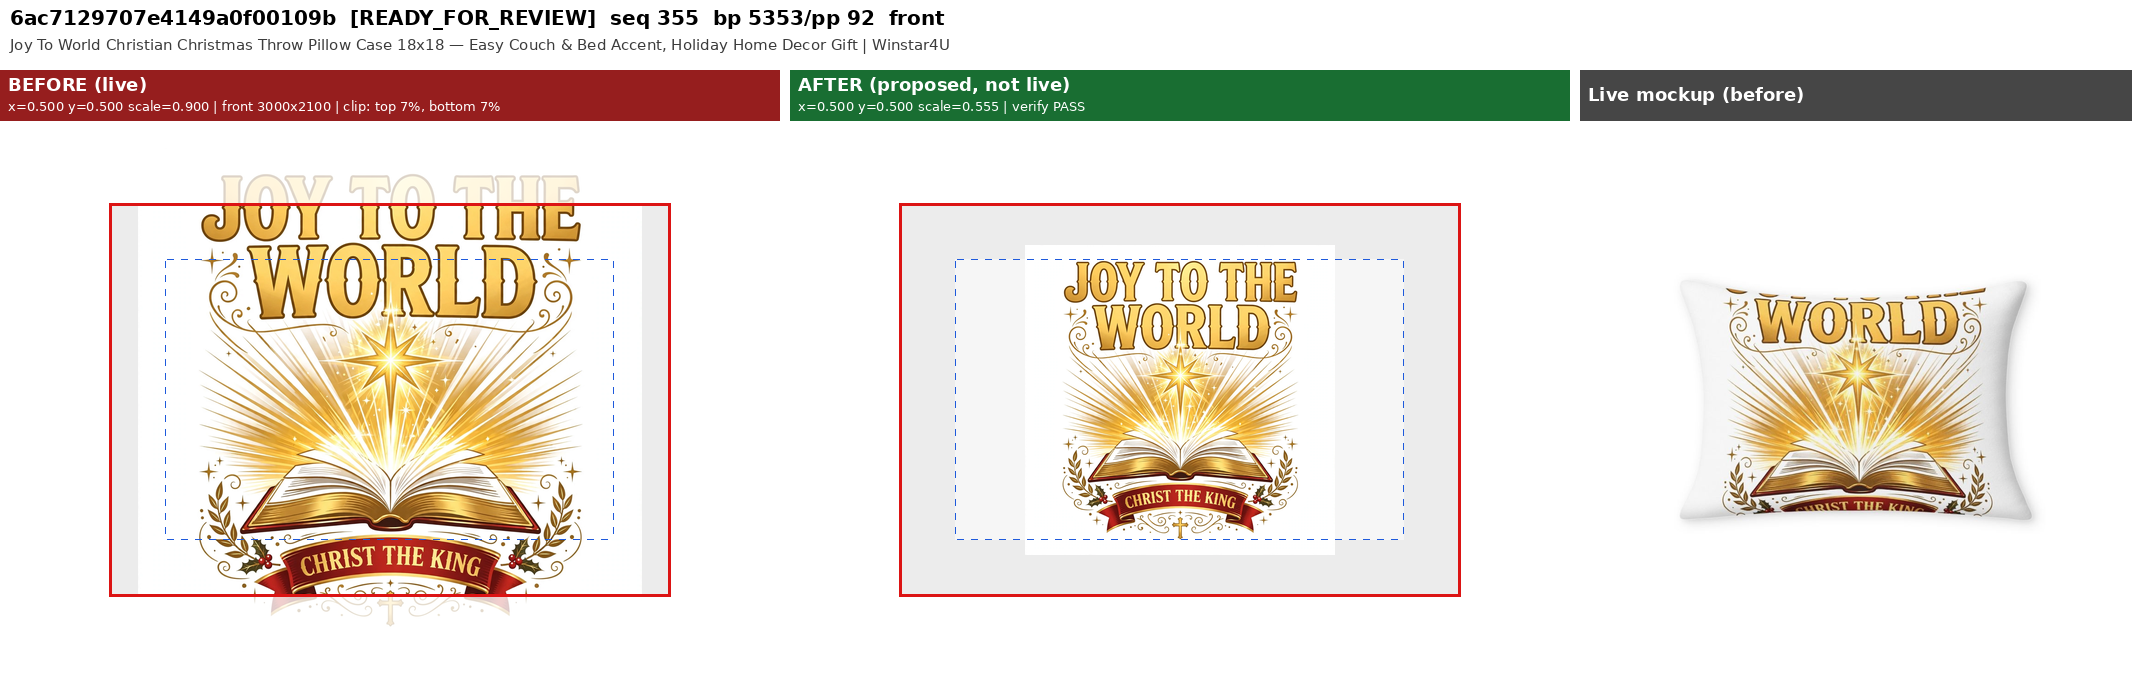 6ac7129707e4149a0f00109b [READY_FOR_REVIEW] seq 355 bp 5353/pp 92 front
Joy To World Christian Christmas Throw Pillow Case 18x18 — Easy Couch & Bed Accent, Holiday Home Decor Gift | Winstar4U
BEFORE (live)
x=0.500 y=0.500 scale=0.900 | front 3000x2100 | clip: top 7%, bottom 7%
JOY TO THE
WORLD
CHRIST THE KING
AFTER (proposed, not live)
x=0.500 y=0.500 scale=0.555 | verify PASS
JOY TO THE
WORLD
CHRIST THE KING
Live mockup (before)
WORLD
CHRIST THE KING